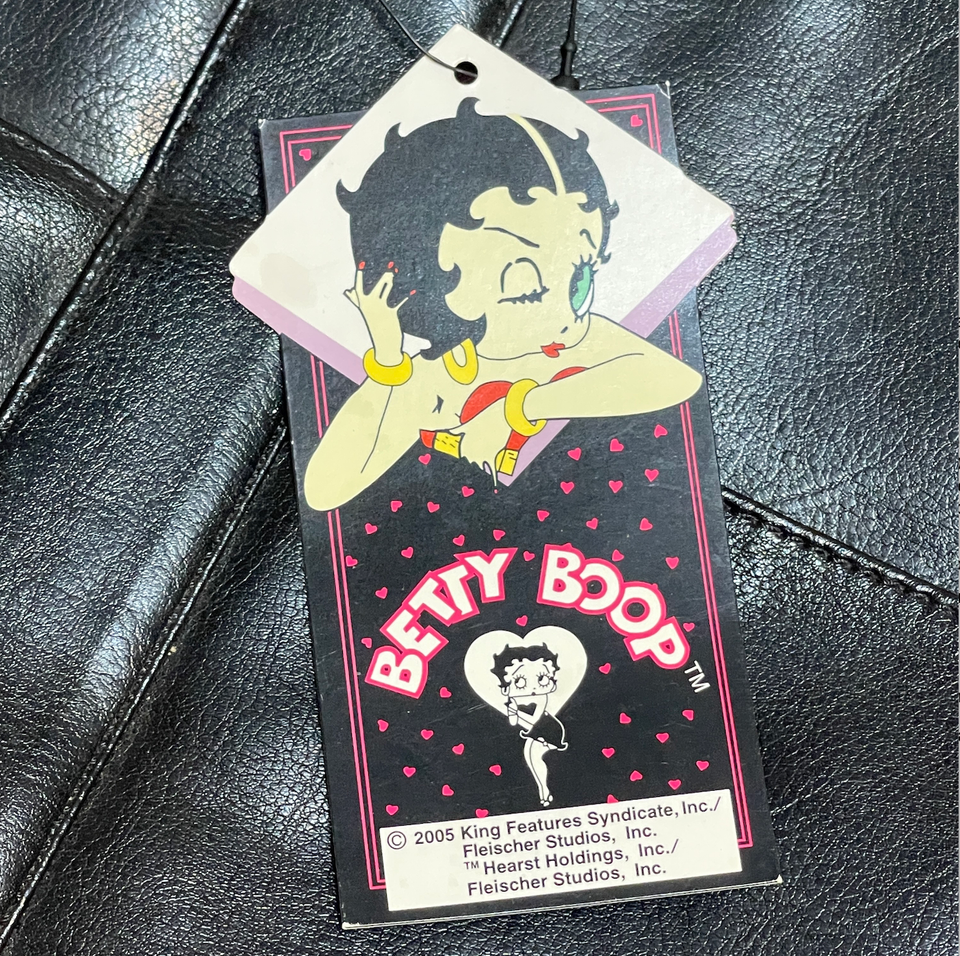 BETTY BOOP™
© 2005 King Features Syndicate, Inc./
Fleischer Studios, Inc.
™ Hearst Holdings, Inc./
Fleischer Studios, Inc.